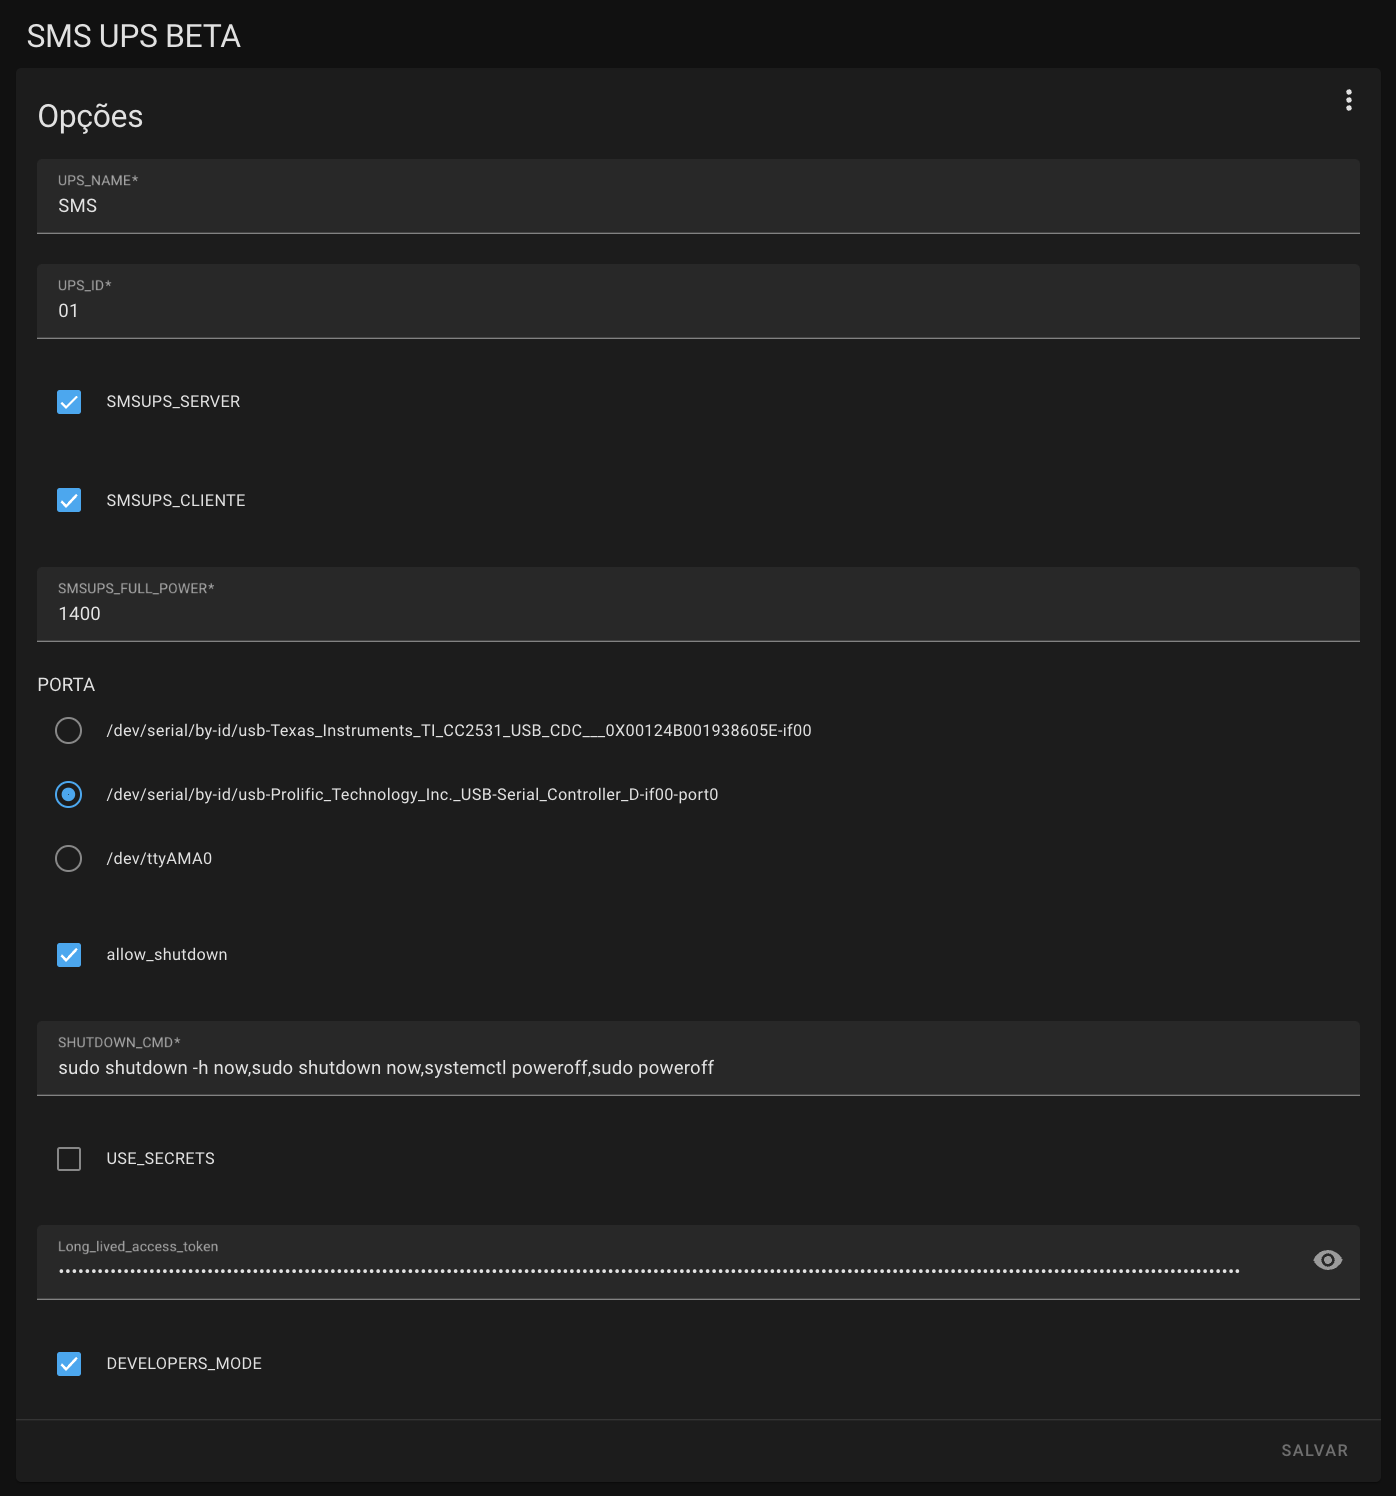 SMS UPS BETA
Opções
UPS_NAME*
SMS
UPS_ID*
01
SMSUPS_SERVER
SMSUPS_CLIENTE
SMSUPS_FULL_POWER*
1400
PORTA
/dev/serial/by-id/usb-Texas_Instruments_TI_CC2531_USB_CDC___0X00124B001938605E-if00
/dev/serial/by-id/usb-Prolific_Technology_Inc._USB-Serial_Controller_D-if00-port0
/dev/ttyAMA0
allow_shutdown
SHUTDOWN_CMD*
sudo shutdown -h now,sudo shutdown now,systemctl poweroff,sudo poweroff
USE_SECRETS
Long_lived_access_token
DEVELOPERS_MODE
SALVAR